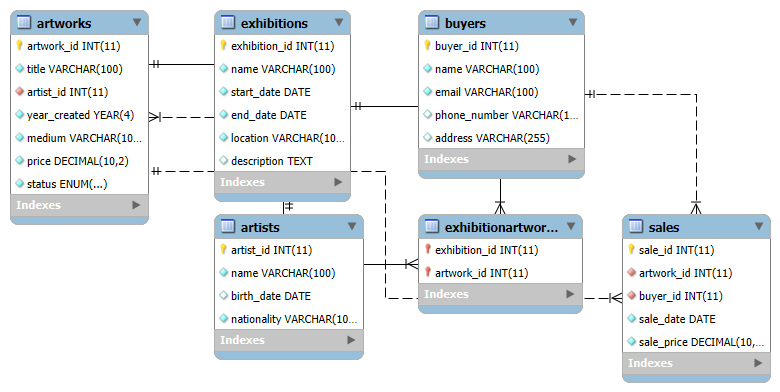 artworks
artwork_id INT(11)
title VARCHAR(100)
artist_id INT(11)
year_created YEAR(4)
medium VARCHAR(10...
price DECIMAL(10,2)
status ENUM(...)
Indexes
exhibitions
exhibition_id INT(11)
name VARCHAR(100)
start_date DATE
end_date DATE
location VARCHAR(10...
description TEXT
Indexes
buyers
buyer_id INT(11)
name VARCHAR(100)
email VARCHAR(100)
phone_number VARCHAR(1...
address VARCHAR(255)
Indexes
artists
artist_id INT(11)
name VARCHAR(100)
birth_date DATE
nationality VARCHAR(10...
Indexes
exhibitionartwor...
exhibition_id INT(11)
artwork_id INT(11)
Indexes
sales
sale_id INT(11)
artwork_id INT(11)
buyer_id INT(11)
sale_date DATE
sale_price DECIMAL(10,...
Indexes